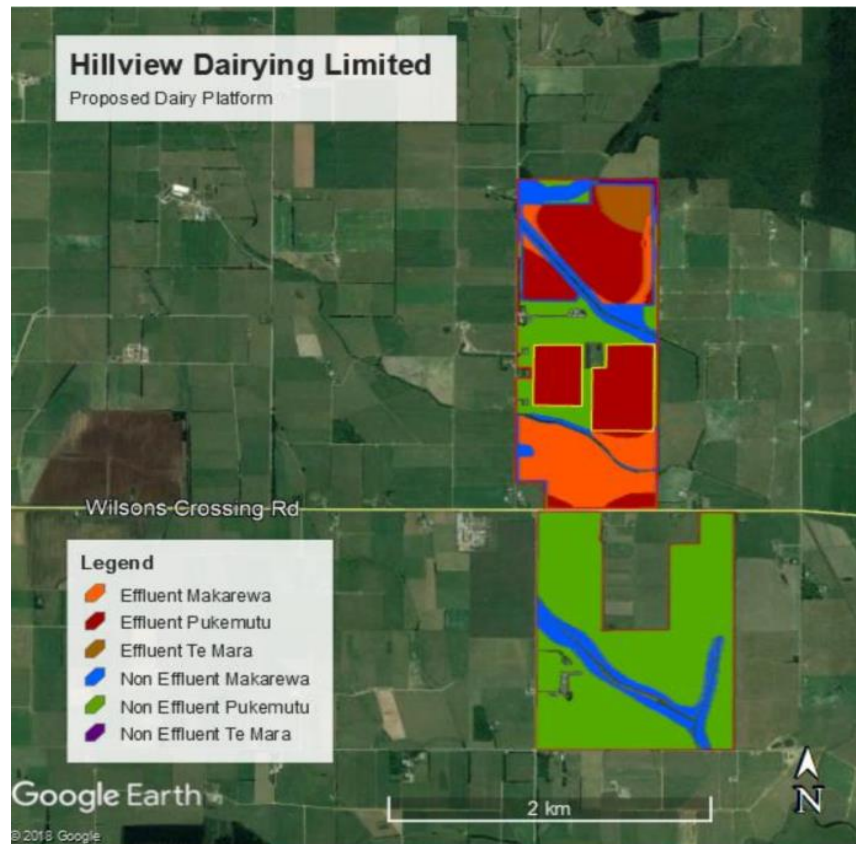 Hillview Dairying Limited
Proposed Dairy Platform
Wilsons Crossing Rd
Legend
Effluent Makarewa
Effluent Pukemutu
Effluent Te Mara
Non Effluent Makarewa
Non Effluent Pukemutu
Non Effluent Te Mara
Google Earth
© 2018 Google
2 km
N